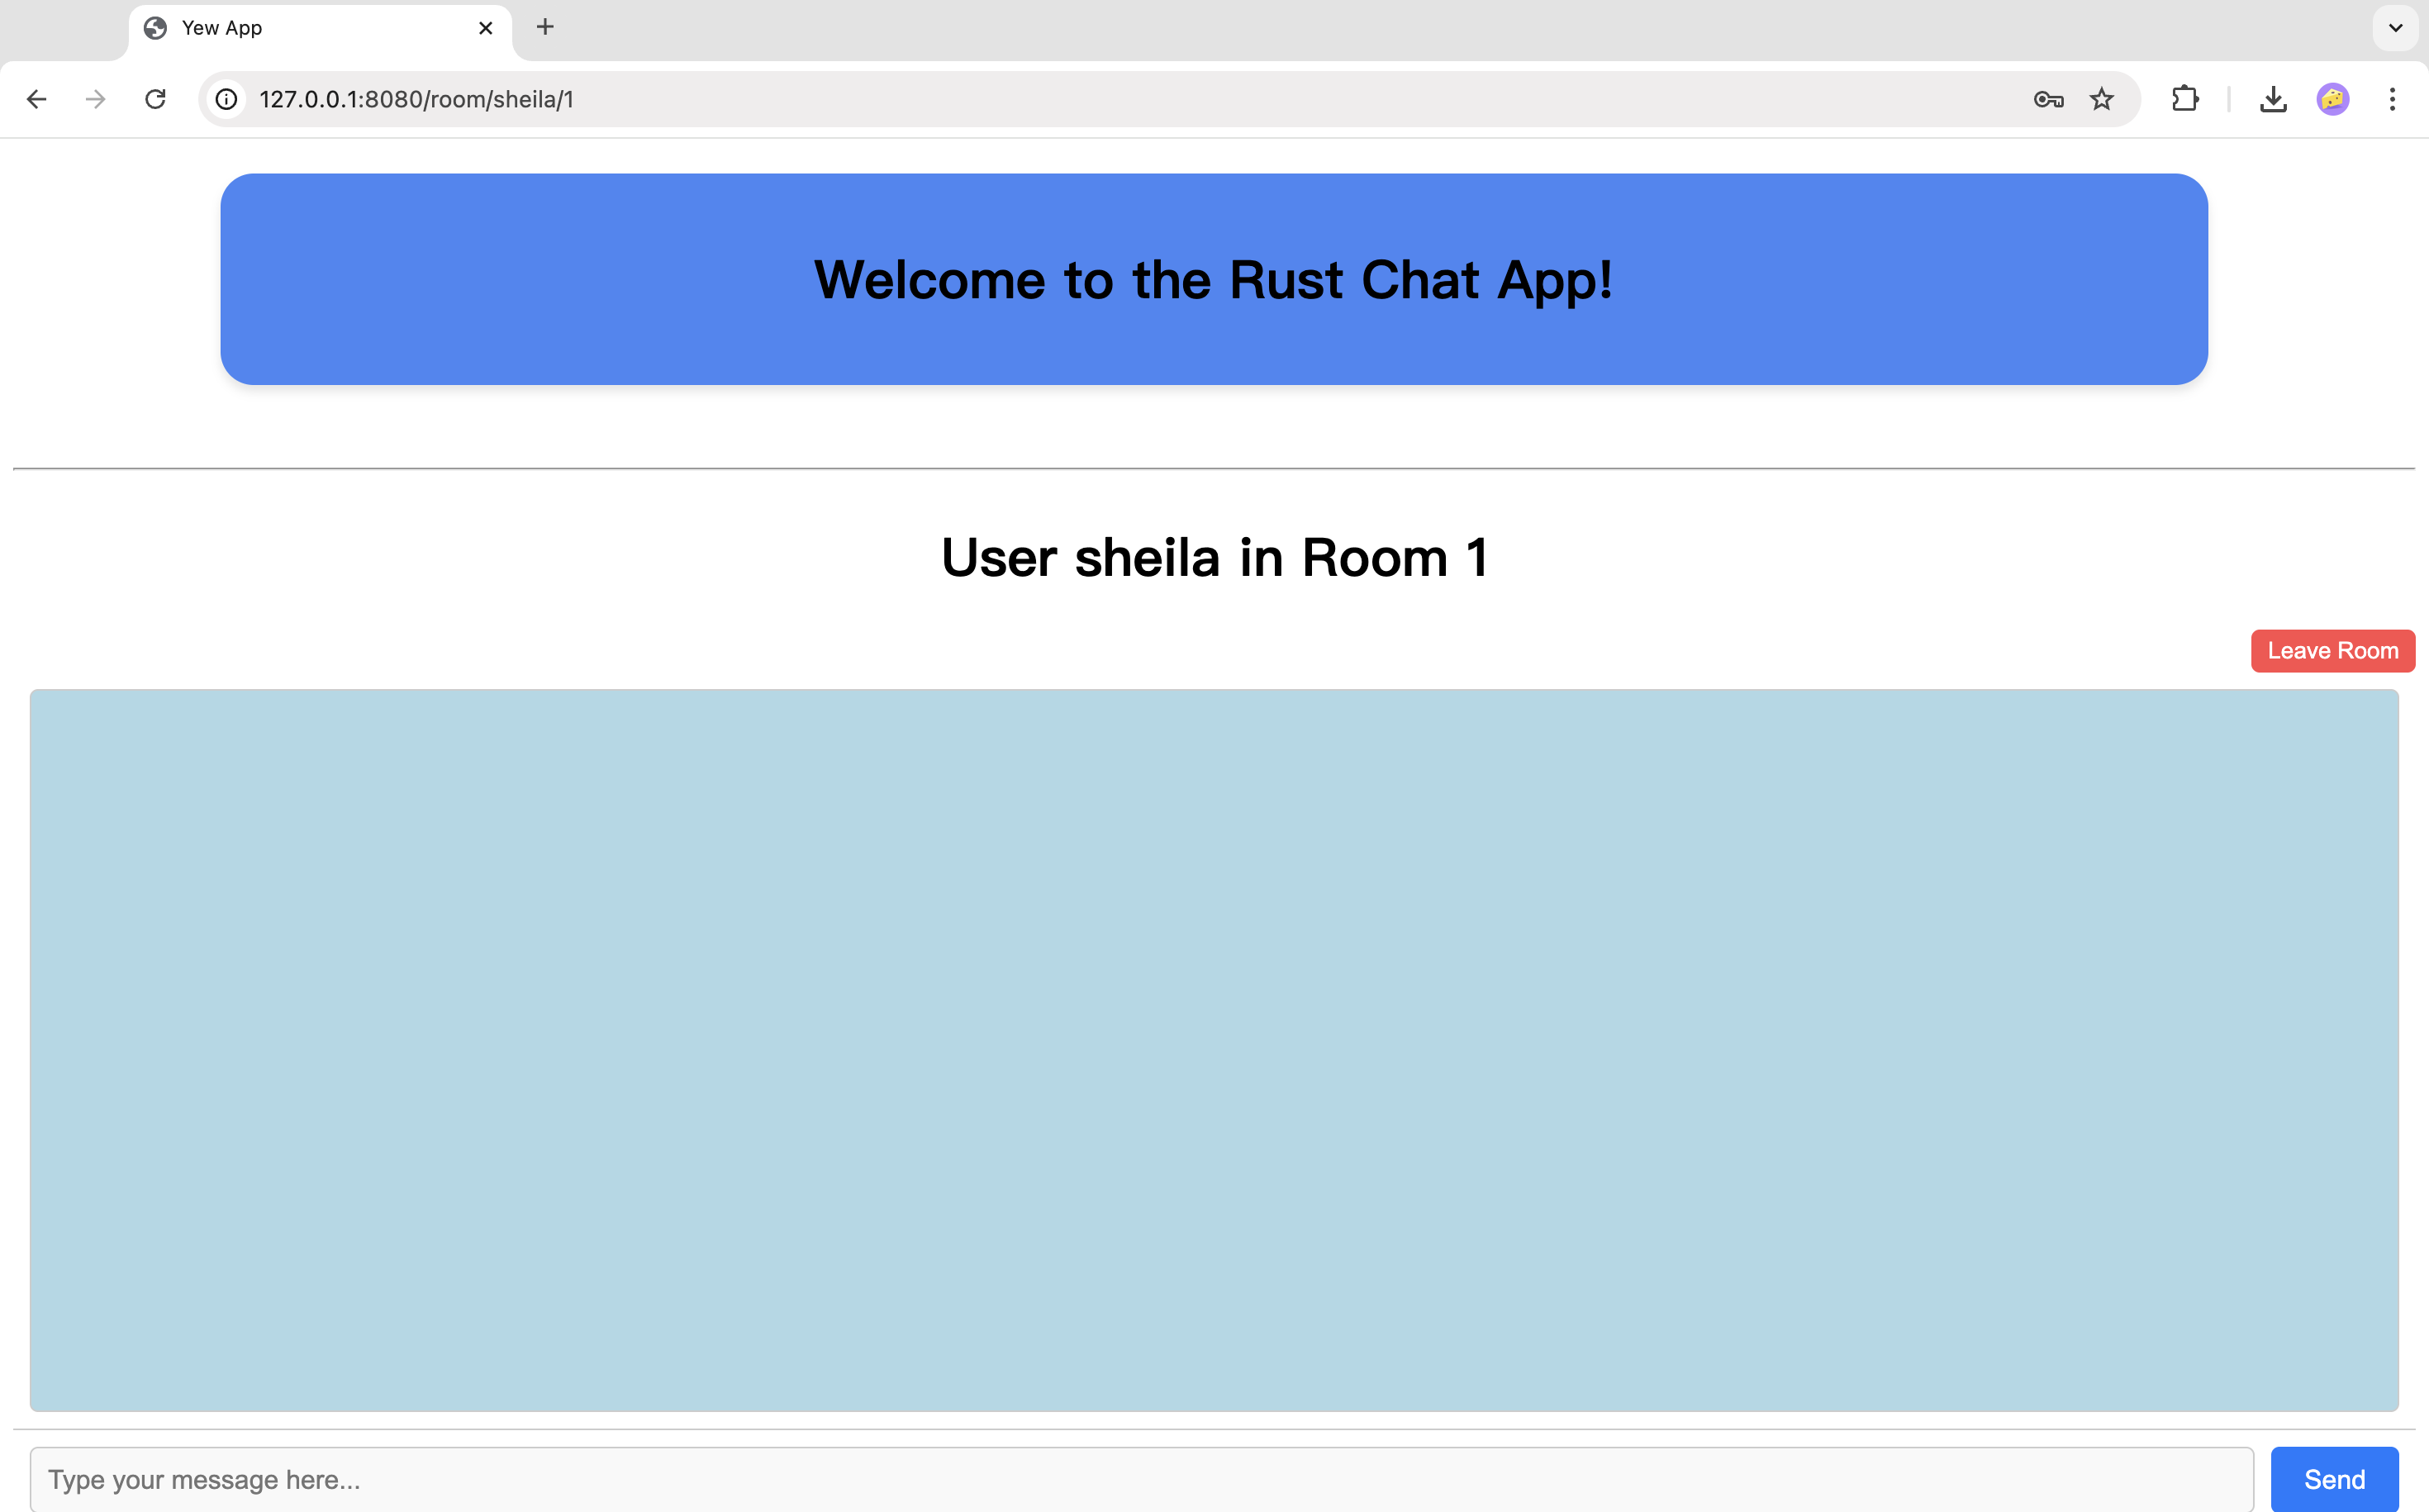 Yew App
127.0.0.1:8080/room/sheila/1
Welcome to the Rust Chat App!
User sheila in Room 1
Leave Room
Type your message here...
Send